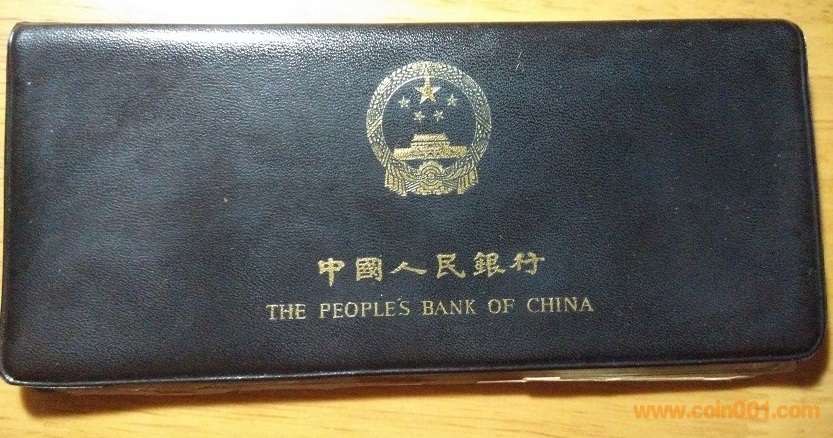 中國人民銀行
THE PEOPLE'S BANK OF CHINA
www.coin001.com